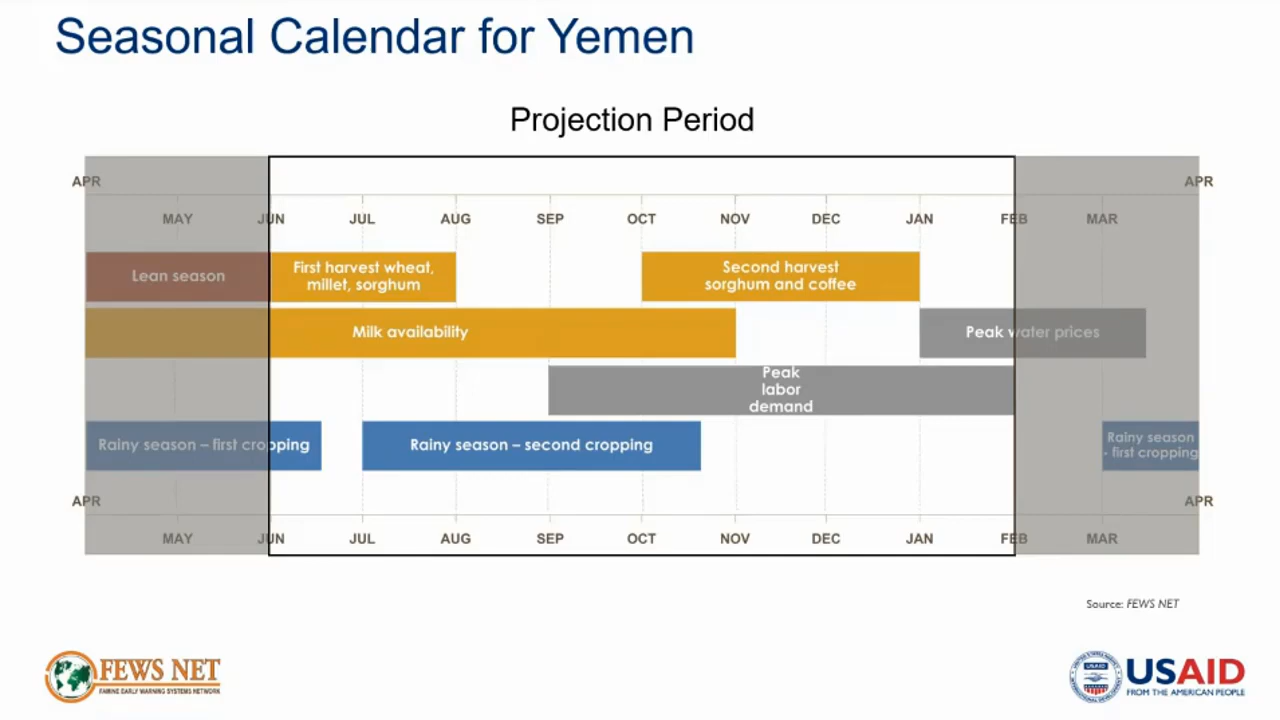 Seasonal Calendar for Yemen
Projection Period
APR APR
MAY JUN JUL AUG SEP OCT NOV DEC JAN FEB MAR
Lean season
First harvest wheat,
millet, sorghum
Second harvest
sorghum and coffee
Milk availability
Peak water prices
Peak
labor
demand
Rainy season – first cropping
Rainy season – second cropping
Rainy season
- first cropping
APR APR
MAY JUN JUL AUG SEP OCT NOV DEC JAN FEB MAR
Source: FEWS NET
FEWS NET
FAMINE EARLY WARNING SYSTEMS NETWORK
USAID
FROM THE AMERICAN PEOPLE